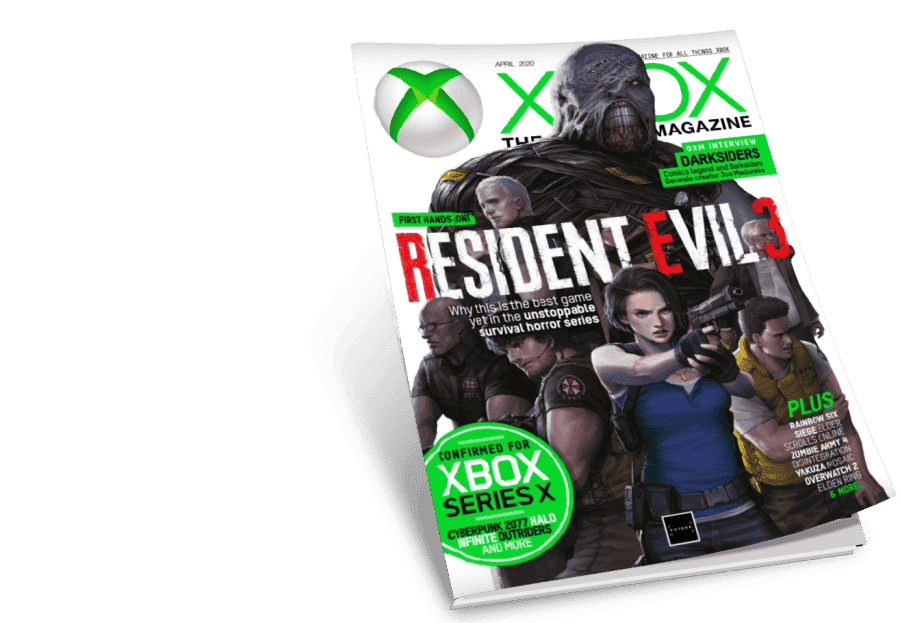 APRIL 2020
AZINE FOR ALL THINGS XBOX
XBOX
THE MAGAZINE
OXM INTERVIEW
DARKSIDERS
Comics legend and Darksiders
Genesis creator Joe Madureira
FIRST HANDS-ON!
RESIDENT EVIL 3
Why this is the best game
yet in the unstoppable
survival horror series
PLUS
RAINBOW SIX
SIEGE ELDER
SCROLLS ONLINE
ZOMBIE ARMY 4
DISINTEGRATION
YAKUZA MOSAIC
OVERWATCH 2
ELDEN RING
& MORE...
CONFIRMED FOR
XBOX
SERIES X
CYBERPUNK 2077 HALO
INFINITE OUTRIDERS
AND MORE
FUTURE